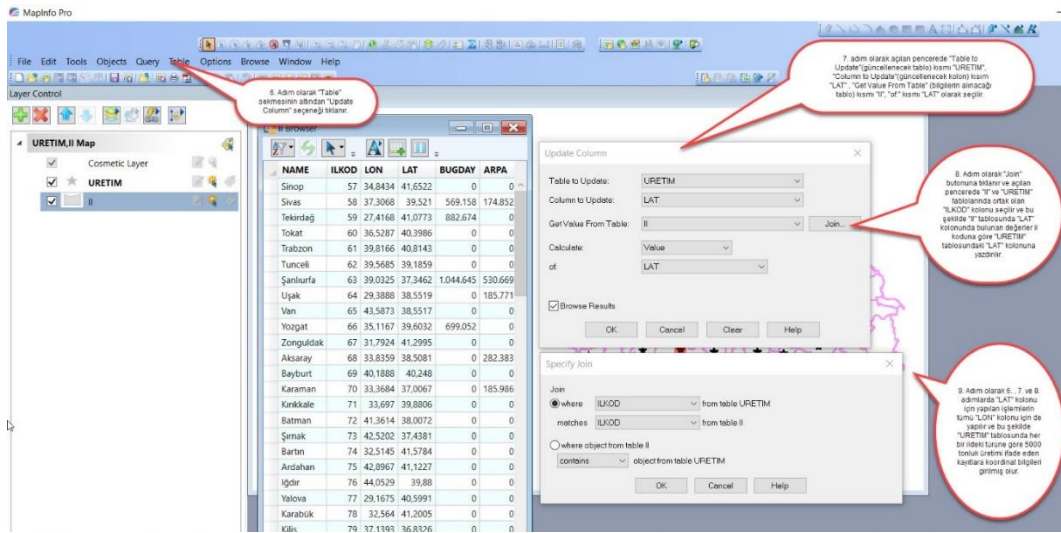 MapInfo Pro
File Edit Tools Objects Query Table Options Browse Window Help
Layer Control
URETIM,II Map
Cosmetic Layer
URETIM
II
6. Adım olarak "Table"
sekmesinin altından "Update
Column" seçeneği tıklanır.
II Browser
NAME ILKOD LON LAT BUGDAY ARPA
Sinop 57 34,8434 41,6522 0 0
Sivas 58 37,3068 39,521 569.158 174.852
Tekirdağ 59 27,4168 41,0773 882.674 0
Tokat 60 36,5287 40,3986 0 0
Trabzon 61 39,8166 40,8143 0 0
Tunceli 62 39,5685 39,1859 0 0
Şanlıurfa 63 39,0325 37,3462 1.044.645 530.669
Uşak 64 29,3888 38,5519 0 185.771
Van 65 43,5873 38,5517 0 0
Yozgat 66 35,1167 39,6032 699.052 0
Zonguldak 67 31,7924 41,2995 0 0
Aksaray 68 33,8359 38,5081 0 282.383
Bayburt 69 40,1888 40,248 0 0
Karaman 70 33,3684 37,0067 0 185.986
Kırıkkale 71 33,697 39,8806 0 0
Batman 72 41,3614 38,0072 0 0
Şırnak 73 42,5202 37,4381 0 0
Bartın 74 32,5145 41,5784 0 0
Ardahan 75 42,8967 41,1227 0 0
Iğdır 76 44,0529 39,88 0 0
Yalova 77 29,1675 40,5991 0 0
Karabük 78 32,564 41,2005 0 0
Kilis 79 37,1393 36,8326 0 0
7. adım olarak açılan pencerede "Table to
Update"(güncellenecek tablo) kısmı "URETIM",
"Column to Update"(güncellenecek kolon) kısım
"LAT" , "Get Value From Table" (bilgilerin alınacağı
tablo) kısmı "II", "of:" kısmı "LAT" olarak seçilir.
Update Column
Table to Update: URETIM
Column to Update: LAT
Get Value From Table: II Join...
Calculate: Value
of: LAT
Browse Results
OK Cancel Clear Help
8. Adım olarak "Join"
butonuna tıklanır ve açılan
pencerede "II" ve "URETIM"
tablolarında ortak olan
"ILKOD" kolonu seçilir ve bu
şekilde "II" tablosunda "LAT"
kolonunda bulunan değerler il
koduna göre "URETIM"
tablosundaki "LAT" kolonuna
yazdırılır.
Specify Join
Join
where ILKOD from table URETIM
matches ILKOD from table II
where object from table II
contains object from table URETIM
OK Cancel Help
9. Adım olarak 6. , 7. ve 8.
adımlarda "LAT" kolonu
için yapılan işlemlerin
tümü "LON" kolonu için de
yapılır ve bu şekilde
"URETIM" tablosunda her
bir ildeki türüne göre 5000
tonluk üretimi ifade eden
kayıtlara koordinat bilgileri
girilmiş olur.